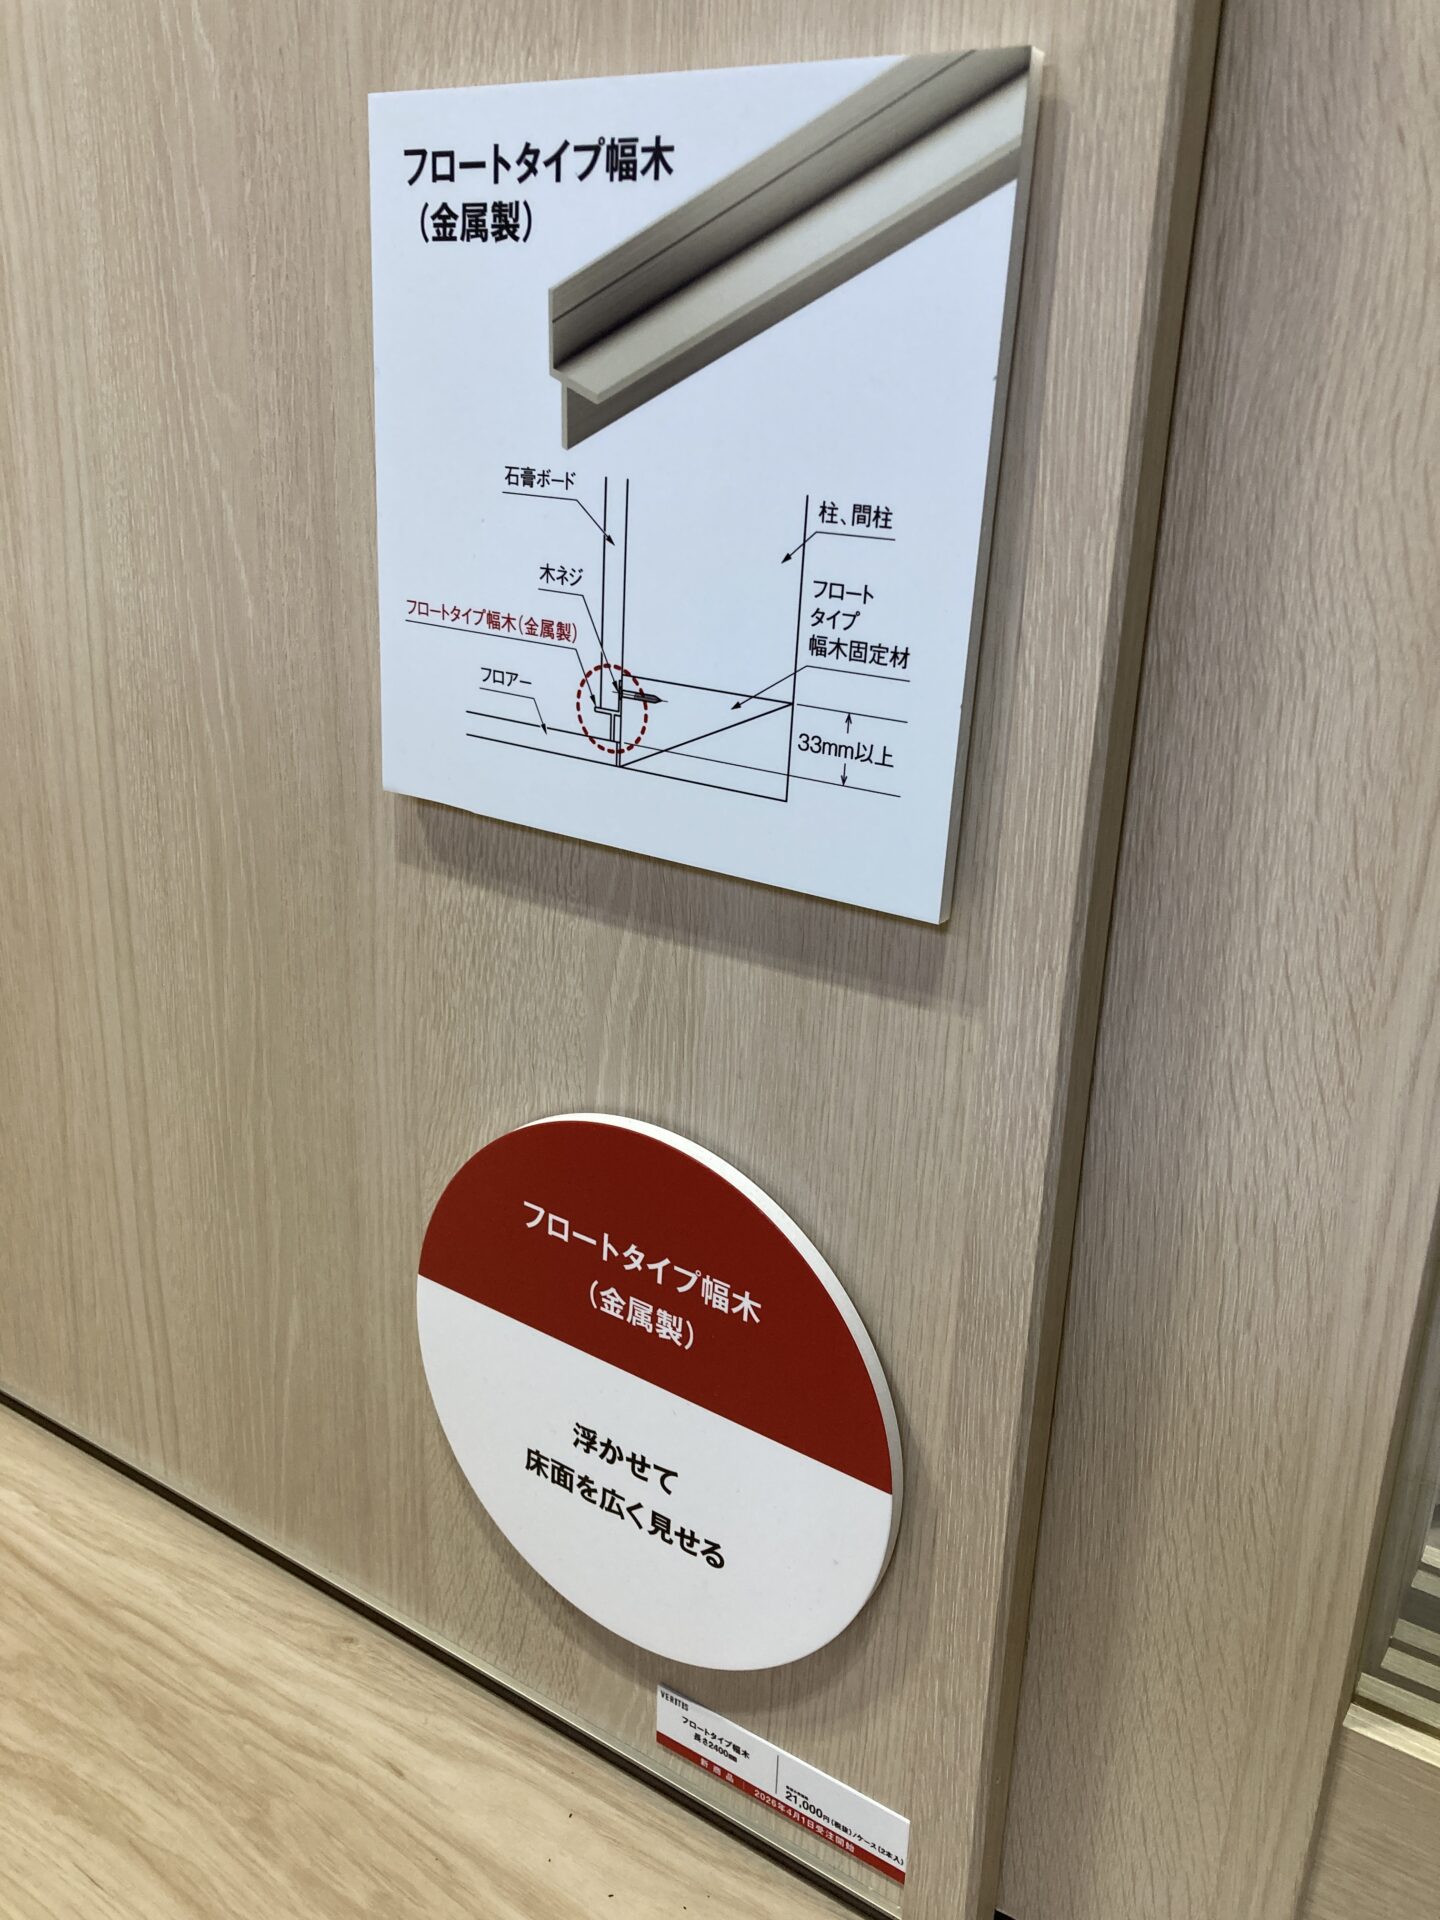 フロートタイプ幅木
(金属製)
石膏ボード
柱、間柱
木ネジ
フロート
タイプ
幅木固定材
フロートタイプ幅木(金属製)
フロアー
33mm以上
フロートタイプ幅木
(金属製)
浮かせて
床面を広く見せる
VERITIS
フロートタイプ幅木
長さ2400mm
21,000円(税抜)/ケース(2本入)
新商品 2026年4月1日受注開始